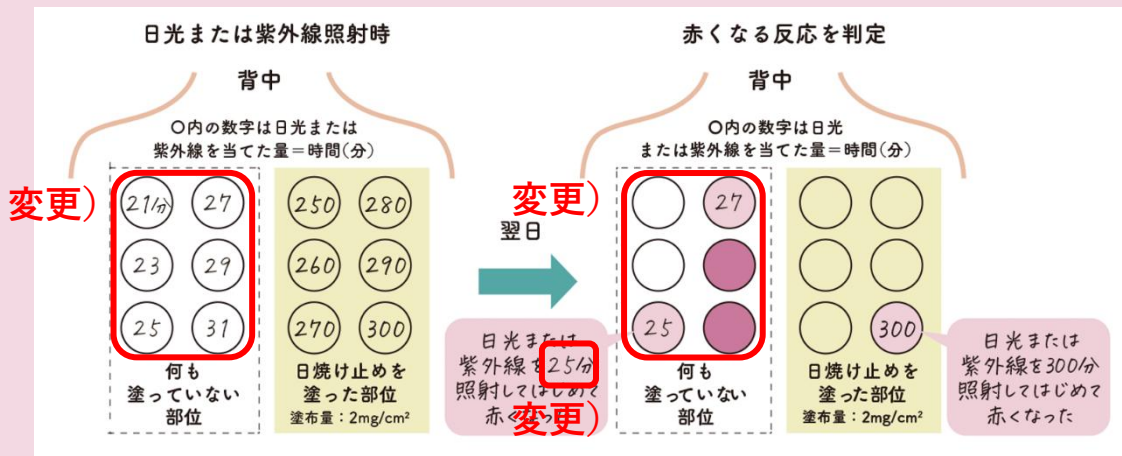 日光または紫外線照射時
背中
〇内の数字は日光または
紫外線を当てた量＝時間(分)
変更）
21分 27
23 29
25 31
何も
塗っていない
部位
250 280
260 290
270 300
日焼け止めを
塗った部位
塗布量：2mg/cm²
翌日
赤くなる反応を判定
背中
〇内の数字は日光
または紫外線を当てた量＝時間(分)
変更）
27
25
日光または
紫外線を25分
照射してはじめて
赤くなった
変更）
何も
塗っていない
部位
300
日焼け止めを
塗った部位
塗布量：2mg/cm²
日光または
紫外線を300分
照射してはじめて
赤くなった